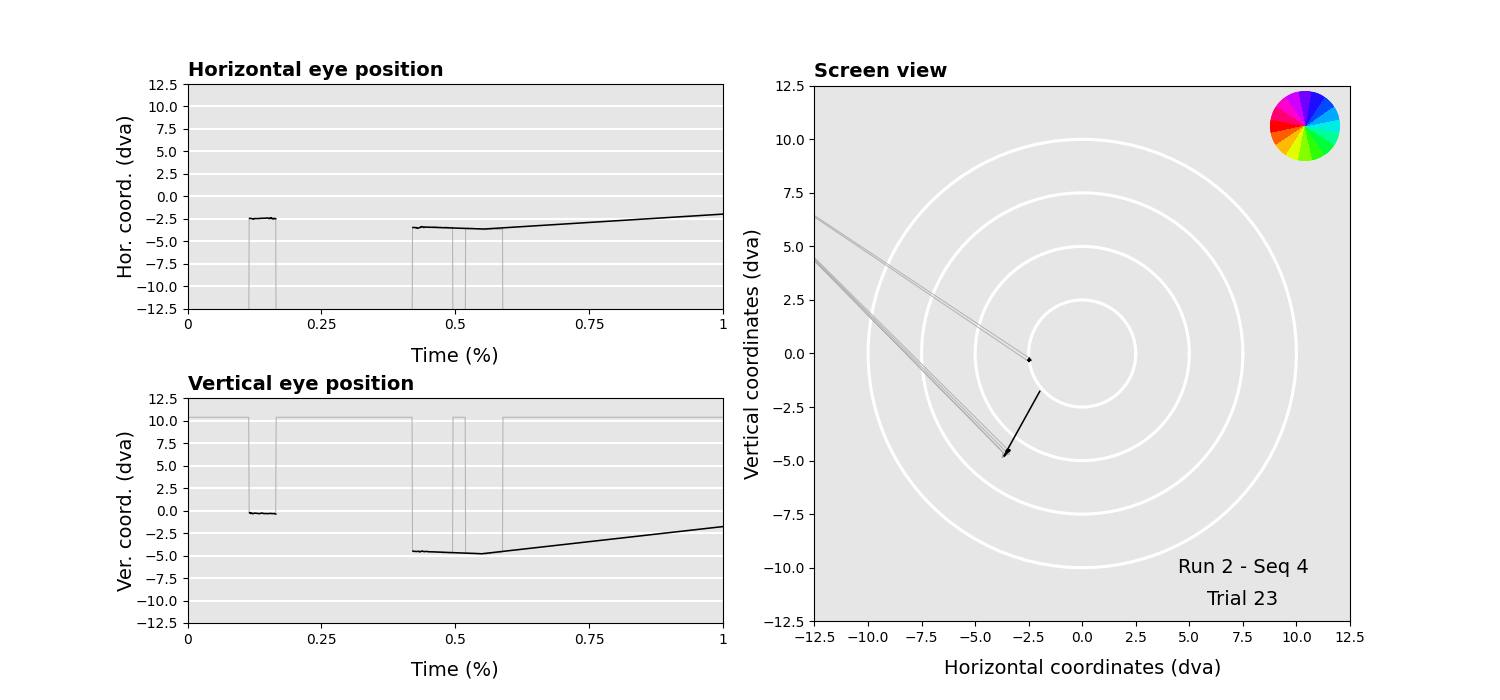 Horizontal eye position
Hor. coord. (dva)
12.5
10.0
7.5
5.0
2.5
0.0
−2.5
−5.0
−7.5
−10.0
−12.5
0 0.25 0.5 0.75 1
Time (%)
Vertical eye position
Ver. coord. (dva)
12.5
10.0
7.5
5.0
2.5
0.0
−2.5
−5.0
−7.5
−10.0
−12.5
0 0.25 0.5 0.75 1
Time (%)
Screen view
Vertical coordinates (dva)
12.5
10.0
7.5
5.0
2.5
0.0
−2.5
−5.0
−7.5
−10.0
−12.5
Run 2 - Seq 4
Trial 23
−12.5 −10.0 −7.5 −5.0 −2.5 0.0 2.5 5.0 7.5 10.0 12.5
Horizontal coordinates (dva)